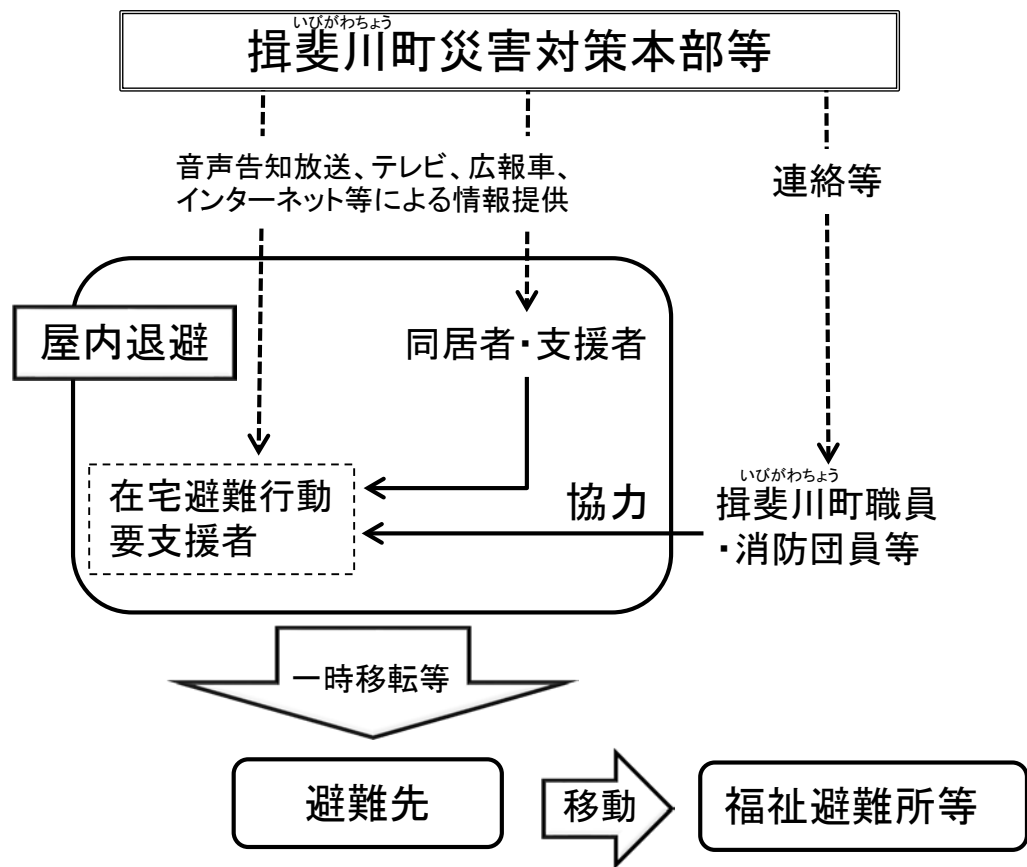 いびがわちょう
揖斐川町災害対策本部等
音声告知放送、テレビ、広報車、
インターネット等による情報提供
連絡等
屋内退避
同居者・支援者
在宅避難行動
要支援者
協力
いびがわちょう
揖斐川町職員
・消防団員等
一時移転等
避難先
移動
福祉避難所等